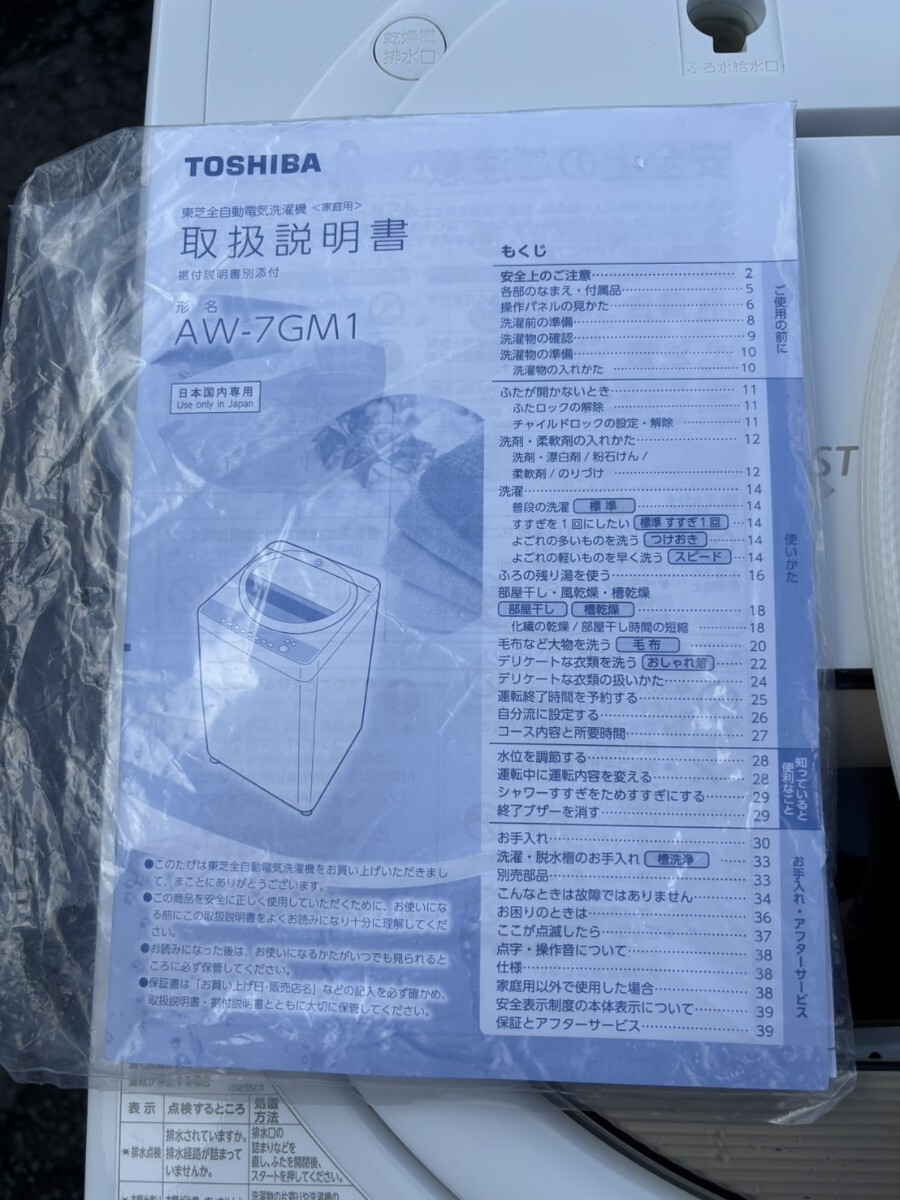 乾燥機
排水口
ふろ水給水口
TOSHIBA
東芝全自動電気洗濯機 <家庭用>
取扱説明書
据付説明書別添付
形名
AW-7GM1
日本国内専用
Use only in Japan
もくじ
安全上のご注意 2
各部のなまえ・付属品 5
操作パネルの見かた 6
洗濯前の準備 8
洗濯物の確認 9
洗濯物の準備 10
洗濯物の入れかた 10
ご使用の前に
ふたが開かないとき 11
ふたロックの解除 11
チャイルドロックの設定・解除 11
洗剤・柔軟剤の入れかた 12
洗剤・漂白剤/粉石けん/
柔軟剤/のりづけ 12
洗濯 14
普段の洗濯 標準 14
すすぎを1回にしたい 標準 すすぎ1回 14
よごれの多いものを洗う つけおき 14
よごれの軽いものを早く洗う スピード 14
ふろの残り湯を使う 16
部屋干し・風乾燥・槽乾燥
部屋干し 槽乾燥 18
化繊の乾燥/部屋干し時間の短縮 18
毛布など大物を洗う 毛布 20
デリケートな衣類を洗う おしゃれ着 22
デリケートな衣類の扱いかた 24
運転終了時間を予約する 25
自分流に設定する 26
コース内容と所要時間 27
使いかた
水位を調節する 28
運転中に運転内容を変える 28
シャワーすすぎをためすすぎにする 29
終了ブザーを消す 29
知っていると
便利なこと
お手入れ 30
洗濯・脱水槽のお手入れ 槽洗浄 33
別売部品 33
こんなときは故障ではありません 34
お困りのときは 36
ここが点滅したら 37
点字・操作音について 38
仕様 38
家庭用以外で使用した場合 38
安全表示制度の本体表示について 39
保証とアフターサービス 39
お手入れ・アフターサービス
●このたびは東芝全自動電気洗濯機をお買い上げいただきまし
て、まことにありがとうございます。
●この商品を安全に正しく使用していただくために、お使いにな
る前にこの取扱説明書をよくお読みになり十分に理解してくだ
さい。
●お読みになった後は、お使いになるかたがいつでも見られると
ころに必ず保管してください。
●保証書は「お買い上げ日・販売店名」などの記入を必ず確かめ、
取扱説明書・据付説明書とともに大切に保管してください。
ST
表示 点検するところ 処置
方法
*排水点検
排水されていますか。
排水経路が詰まって
いませんか。
排水口の
詰まりなどを
直し、ふたを開閉後、
スタートを押してください。